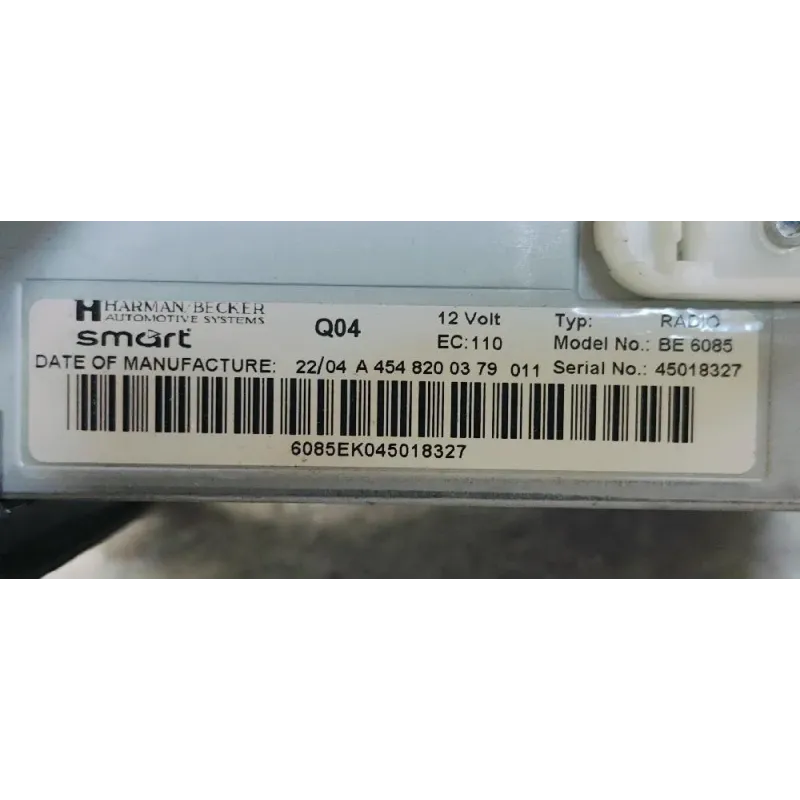 HARMAN/BECKER
AUTOMOTIVE SYSTEMS
smart
Q04
12 Volt
EC:110
Typ: RADIO
Model No.: BE 6085
DATE OF MANUFACTURE: 22/04 A 454 820 03 79 011 Serial No.: 45018327
6085EK045018327